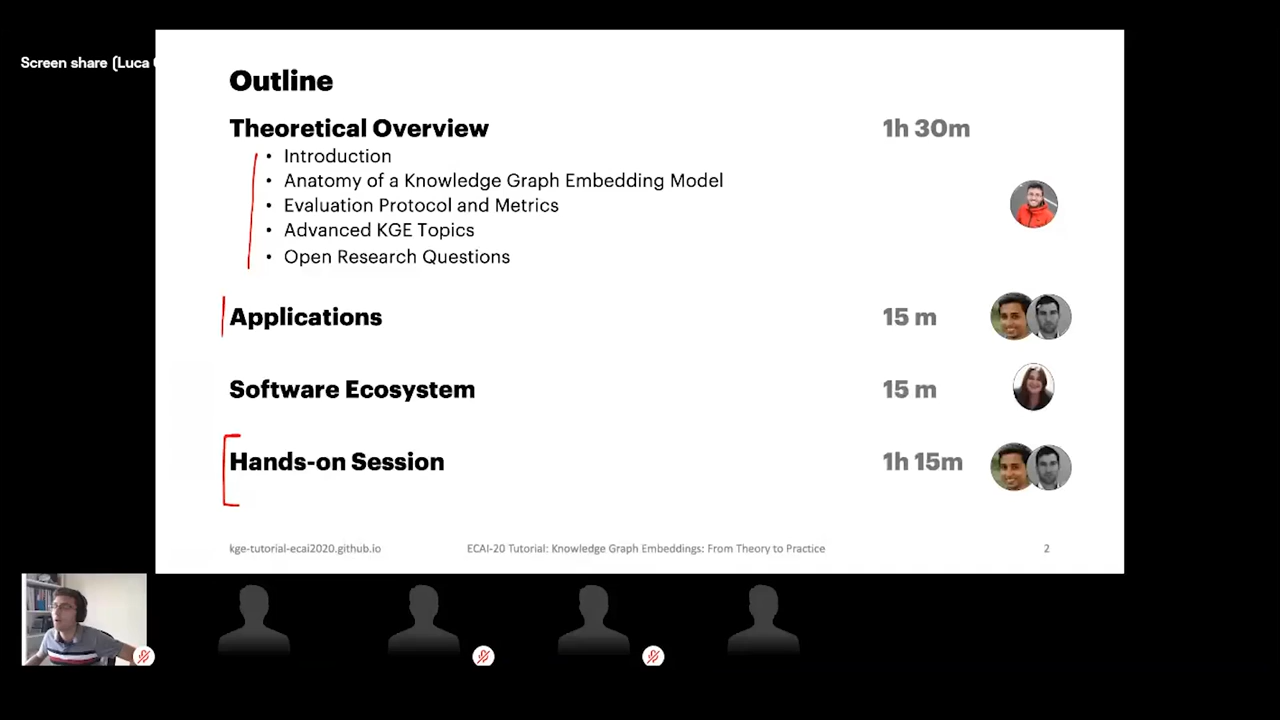 Screen share (Luca
Outline
Theoretical Overview 1h 30m
• Introduction
• Anatomy of a Knowledge Graph Embedding Model
• Evaluation Protocol and Metrics
• Advanced KGE Topics
• Open Research Questions
Applications 15 m
Software Ecosystem 15 m
Hands-on Session 1h 15m
kge-tutorial-ecai2020.github.io ECAI-20 Tutorial: Knowledge Graph Embeddings: From Theory to Practice 2